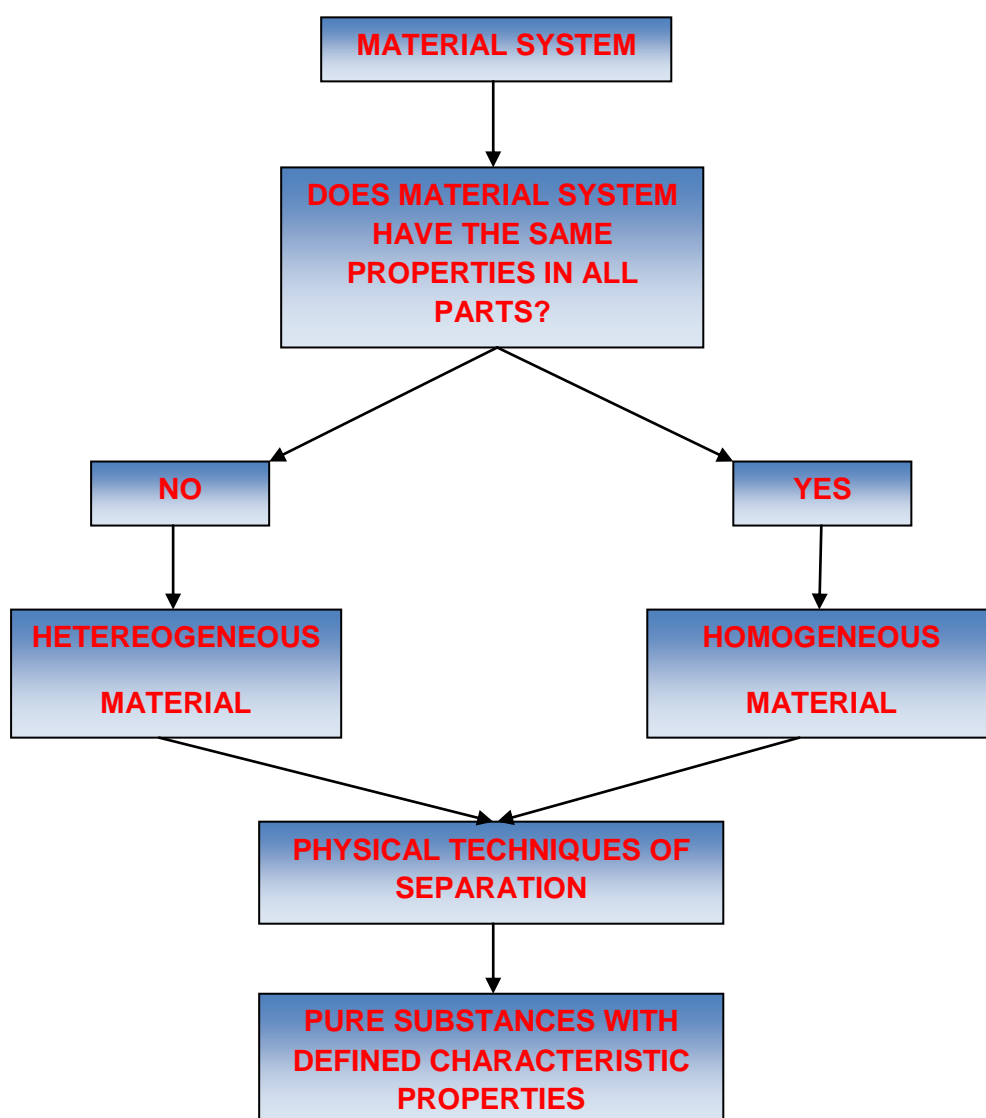 MATERIAL SYSTEM
DOES MATERIAL SYSTEM
HAVE THE SAME
PROPERTIES IN ALL
PARTS?
NO
YES
HETEREOGENEOUS
MATERIAL
HOMOGENEOUS
MATERIAL
PHYSICAL TECHNIQUES OF
SEPARATION
PURE SUBSTANCES WITH
DEFINED CHARACTERISTIC
PROPERTIES